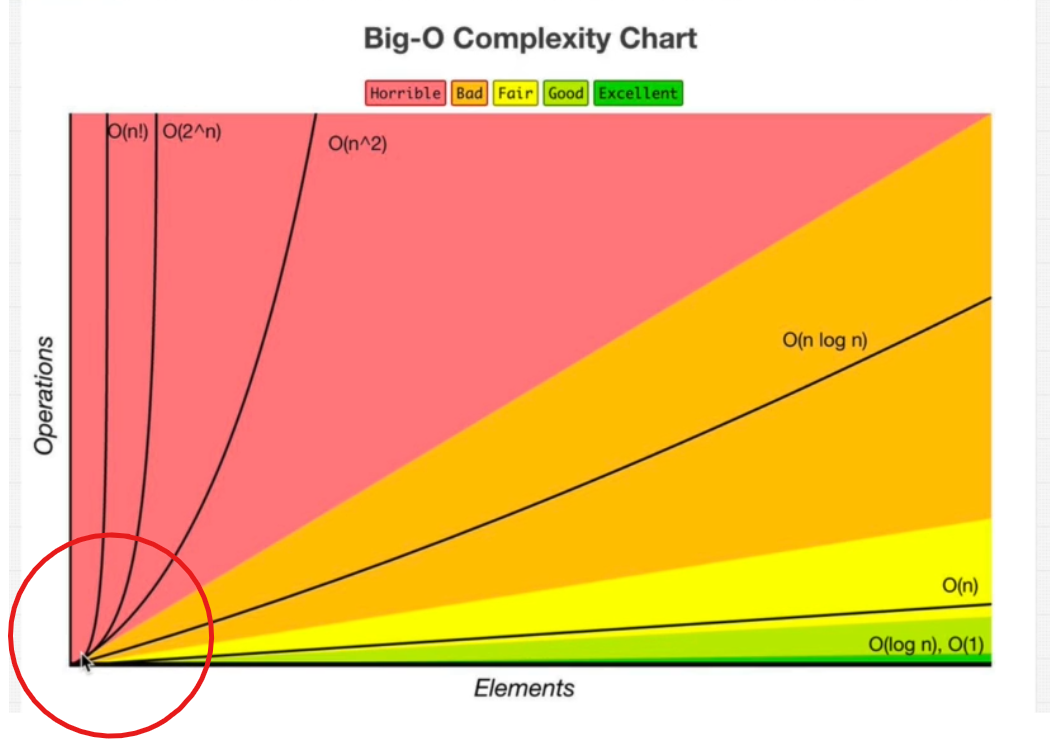 Big-O Complexity Chart
Horrible Bad Fair Good Excellent
O(n!) O(2^n)
O(n^2)
O(n log n)
O(n)
O(log n), O(1)
Operations
Elements